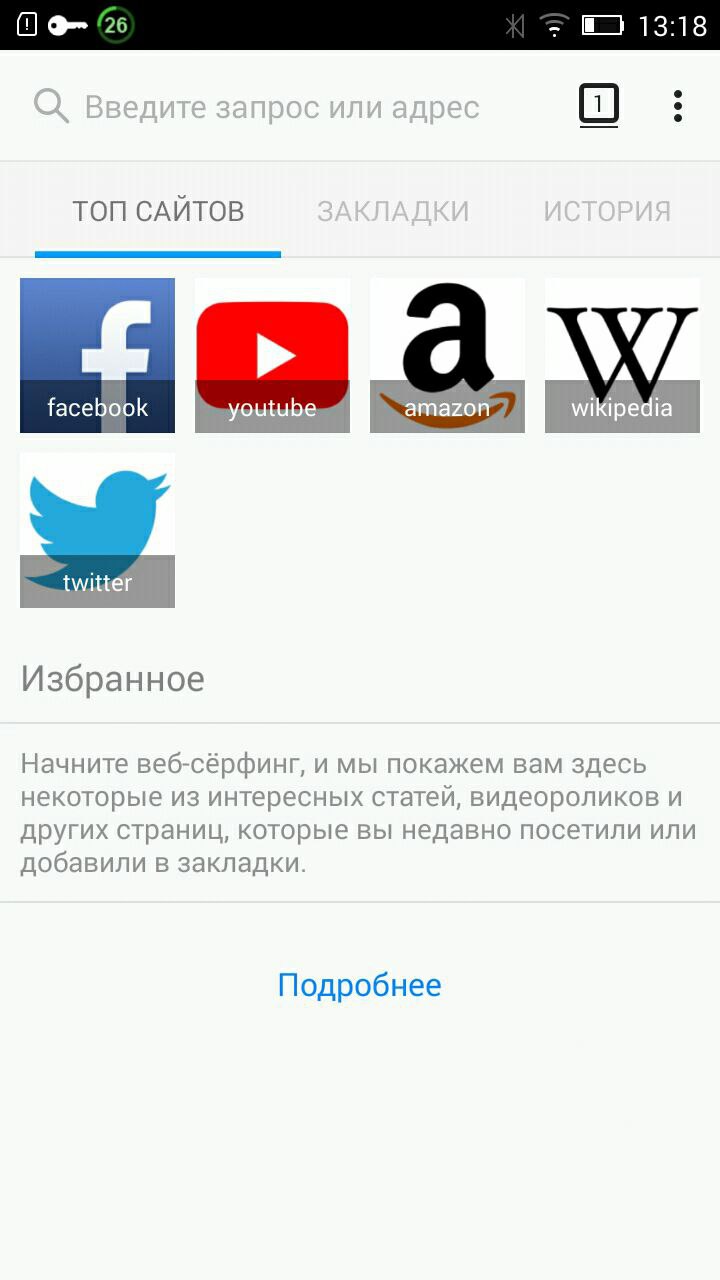 26 13:18
Введите запрос или адрес 1
ТОП САЙТОВ ЗАКЛАДКИ ИСТОРИЯ
facebook youtube amazon wikipedia
twitter
Избранное
Начните веб-сёрфинг, и мы покажем вам здесь
некоторые из интересных статей, видеороликов и
других страниц, которые вы недавно посетили или
добавили в закладки.
Подробнее